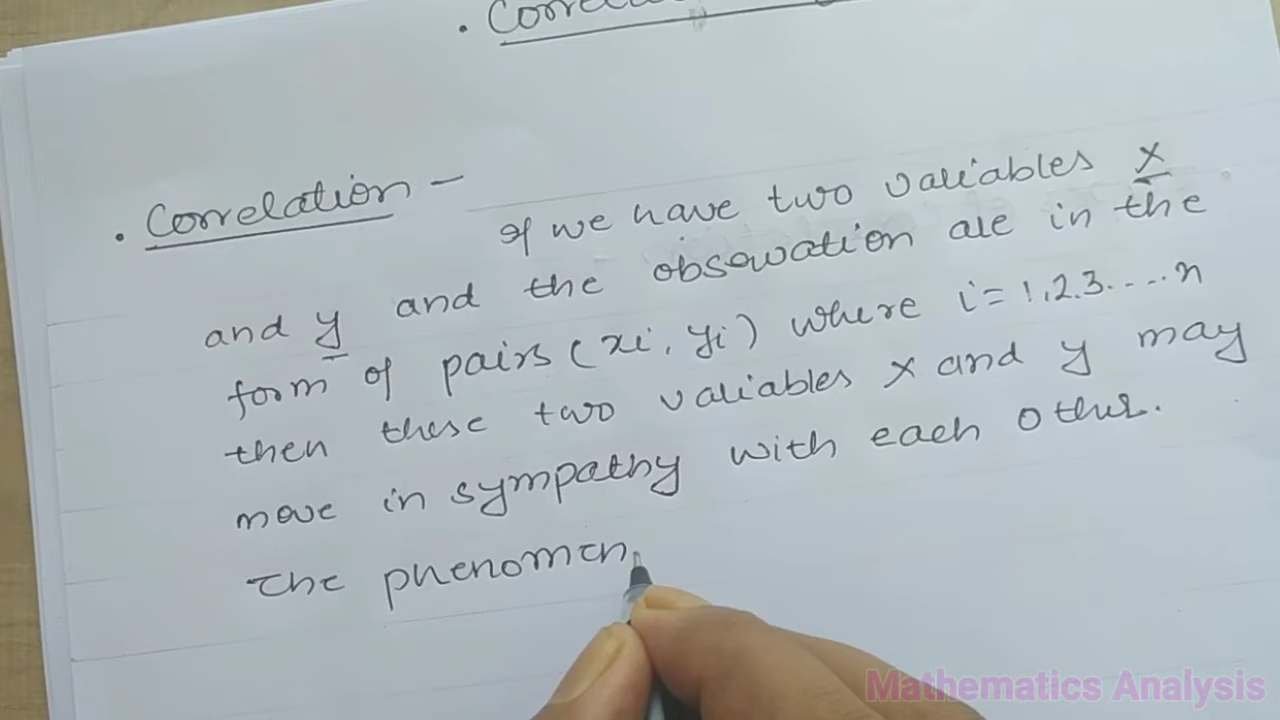 . Correlation -
If we have two variables x
and y and the observation are in the
form of pairs (xi, yi) where i = 1,2,3....n
then these two variables x and y may
move in sympathy with each other.
The phenomen
Mathematics Analysis